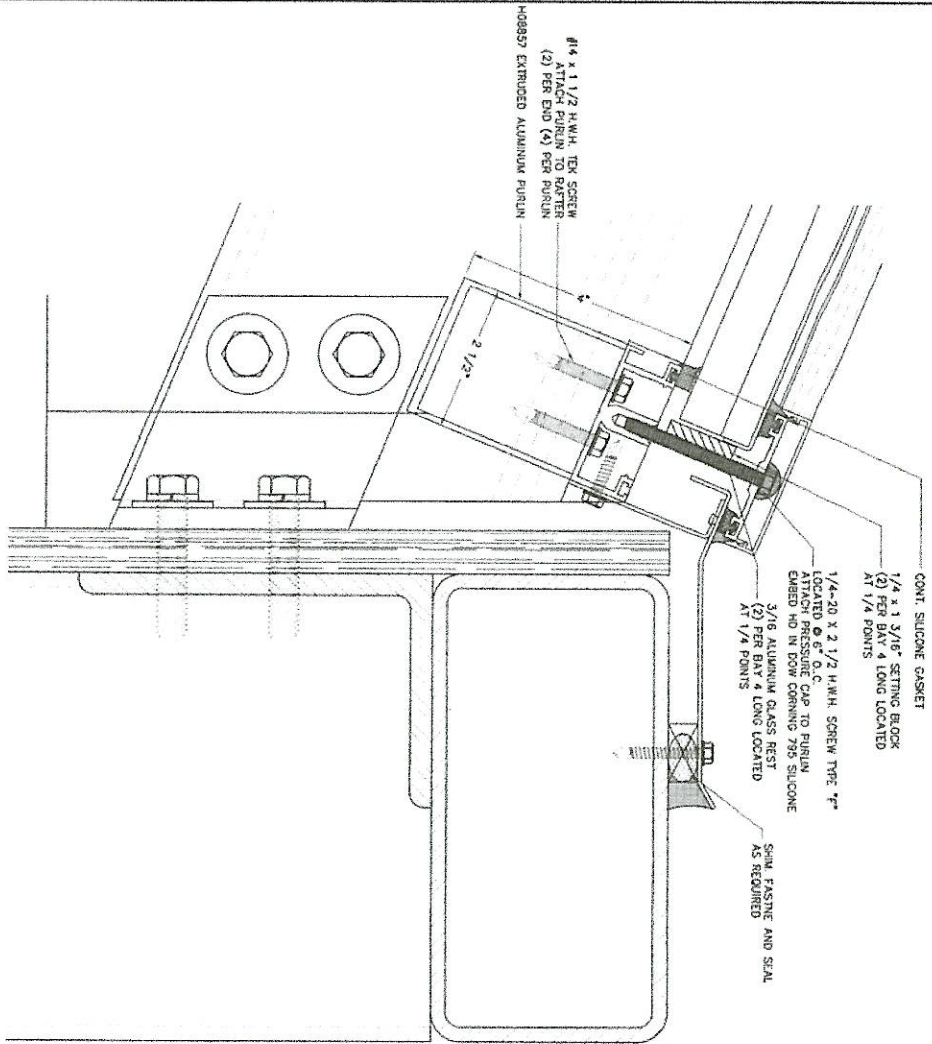 CONT. SILICONE GASKET
1/4 x 1 3/16" SETTING BLOCK
(2) PER BAY 4 LONG LOCATED
AT 1/4 POINTS
1/4-20 X 2 1/2 H.W.H. SCREW TYPE "F"
LOCATED @ 6" O.C.
ATTACH PRESSURE CAP TO PURLIN
EMBED HD IN DOW CORNING 795 SILICONE
3/16 ALUMINUM GLASS REST
(2) PER BAY 4 LONG LOCATED
AT 1/4 POINTS
SHIM, FASTNE AND SEAL
AS REQUIRED
4"
2 1/2"
#14 x 1 1/2 H.W.H. TEK SCREW
ATTACH PURLIN TO RAFTER
(2) PER END (4) PER PURLIN
H08857 EXTRUDED ALUMINUM PURLIN